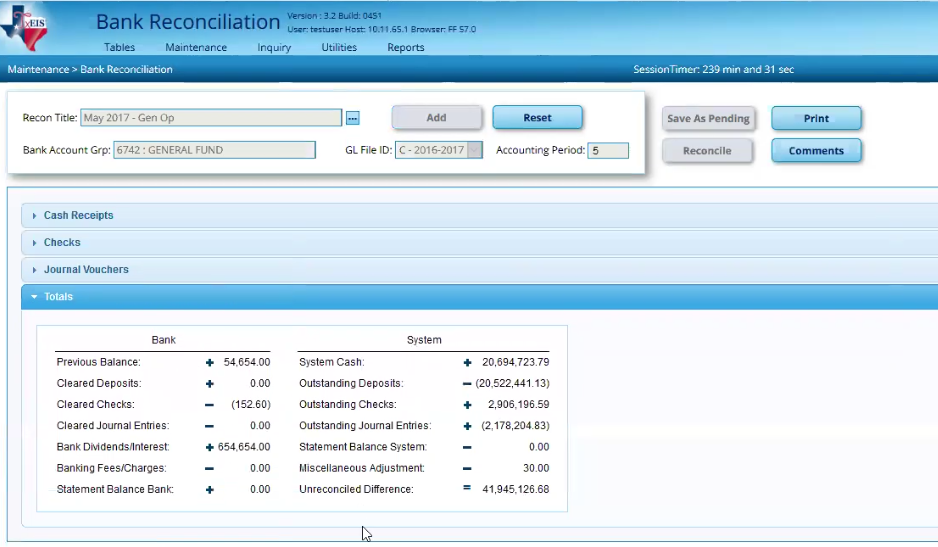 TxEIS
Bank Reconciliation
Version : 3.2 Build: 0451
User: testuser Host: 10.11.65.1 Browser: FF 57.0
Tables Maintenance Inquiry Utilities Reports
Maintenance > Bank Reconciliation SessionTimer: 239 min and 31 sec
Recon Title: May 2017 - Gen Op ... Add Reset Save As Pending Print
Bank Account Grp: 6742 : GENERAL FUND GL File ID: C - 2016-2017 Accounting Period: 5 Reconcile Comments
Cash Receipts
Checks
Journal Vouchers
Totals
Bank System
Previous Balance: + 54,654.00 System Cash: + 20,694,723.79
Cleared Deposits: + 0.00 Outstanding Deposits: − (20,522,441.13)
Cleared Checks: − (152.60) Outstanding Checks: + 2,906,196.59
Cleared Journal Entries: − 0.00 Outstanding Journal Entries: + (2,178,204.83)
Bank Dividends/Interest: + 654,654.00 Statement Balance System: − 0.00
Banking Fees/Charges: − 0.00 Miscellaneous Adjustment: − 30.00
Statement Balance Bank: + 0.00 Unreconciled Difference: = 41,945,126.68